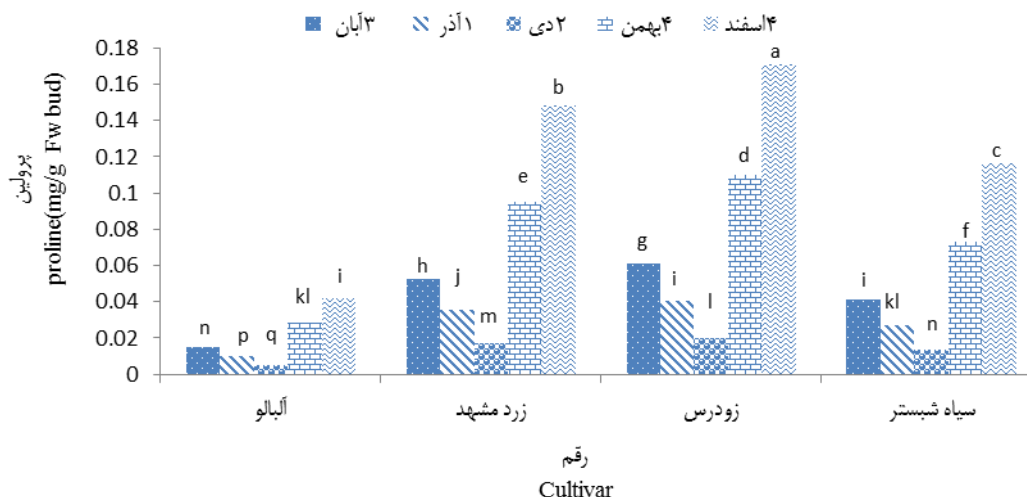 ۳آبان ۱آذر ۲دی ۴بهمن ۴اسفند
پرولین
proline(mg/g Fw bud)
0.18
0.16
0.14
0.12
0.1
0.08
0.06
0.04
0.02
0
n p q kl i
h j m e b
g i l d a
i kl n f c
آلبالو زرد مشهد زودرس سیاه شبستر
رقم
Cultivar